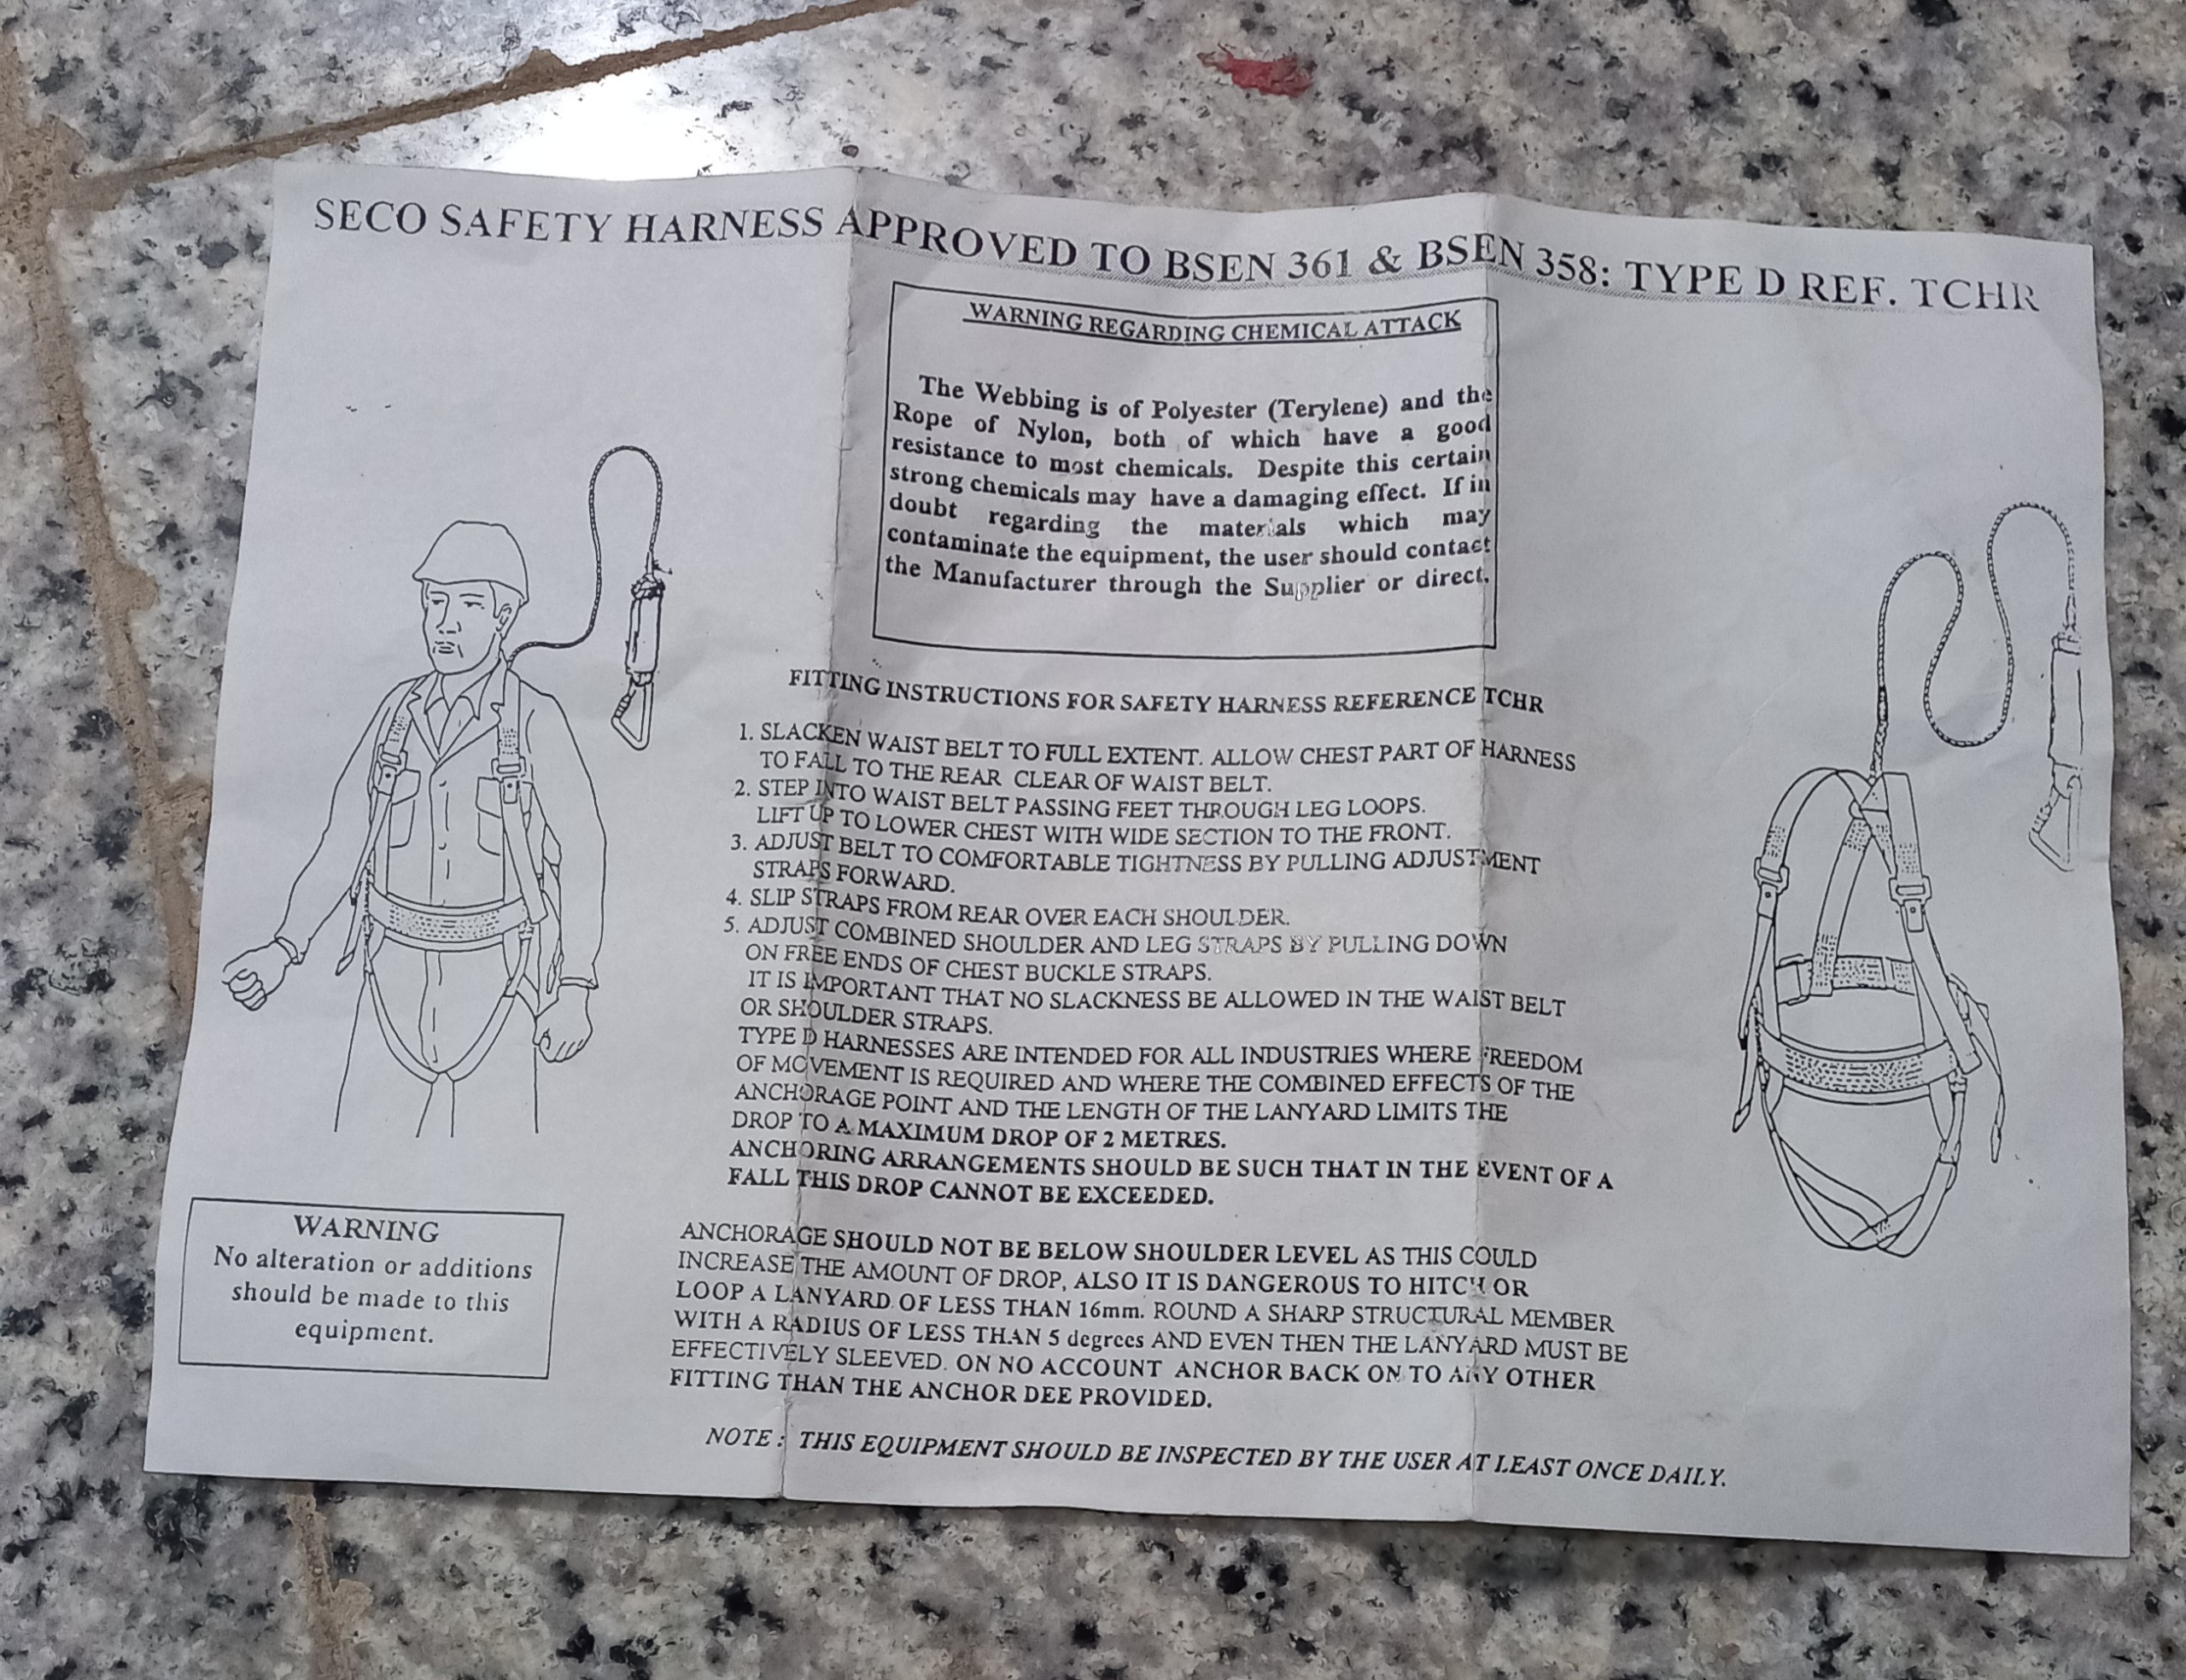 SECO SAFETY HARNESS APPROVED TO BSEN 361 & BSEN 358: TYPE D REF. TCHR
WARNING REGARDING CHEMICAL ATTACK
The Webbing is of Polyester (Terylene) and the
Rope of Nylon, both of which have a good
resistance to most chemicals. Despite this certain
strong chemicals may have a damaging effect. If in
doubt regarding the materials which may
contaminate the equipment, the user should contact
the Manufacturer through the Supplier or direct.
FITTING INSTRUCTIONS FOR SAFETY HARNESS REFERENCE TCHR
1. SLACKEN WAIST BELT TO FULL EXTENT. ALLOW CHEST PART OF HARNESS
TO FALL TO THE REAR CLEAR OF WAIST BELT.
2. STEP INTO WAIST BELT PASSING FEET THROUGH LEG LOOPS.
LIFT UP TO LOWER CHEST WITH WIDE SECTION TO THE FRONT.
3. ADJUST BELT TO COMFORTABLE TIGHTNESS BY PULLING ADJUSTMENT
STRAPS FORWARD.
4. SLIP STRAPS FROM REAR OVER EACH SHOULDER.
5. ADJUST COMBINED SHOULDER AND LEG STRAPS BY PULLING DOWN
ON FREE ENDS OF CHEST BUCKLE STRAPS.
IT IS IMPORTANT THAT NO SLACKNESS BE ALLOWED IN THE WAIST BELT
OR SHOULDER STRAPS.
TYPE D HARNESSES ARE INTENDED FOR ALL INDUSTRIES WHERE FREEDOM
OF MOVEMENT IS REQUIRED AND WHERE THE COMBINED EFFECTS OF THE
ANCHORAGE POINT AND THE LENGTH OF THE LANYARD LIMITS THE
DROP TO A MAXIMUM DROP OF 2 METRES.
ANCHORING ARRANGEMENTS SHOULD BE SUCH THAT IN THE EVENT OF A
FALL THIS DROP CANNOT BE EXCEEDED.
ANCHORAGE SHOULD NOT BE BELOW SHOULDER LEVEL AS THIS COULD
INCREASE THE AMOUNT OF DROP, ALSO IT IS DANGEROUS TO HITCH OR
LOOP A LANYARD OF LESS THAN 16mm. ROUND A SHARP STRUCTURAL MEMBER
WITH A RADIUS OF LESS THAN 5 degrees AND EVEN THEN THE LANYARD MUST BE
EFFECTIVELY SLEEVED. ON NO ACCOUNT ANCHOR BACK ON TO ANY OTHER
FITTING THAN THE ANCHOR DEE PROVIDED.
NOTE : THIS EQUIPMENT SHOULD BE INSPECTED BY THE USER AT LEAST ONCE DAILY.
WARNING
No alteration or additions
should be made to this
equipment.